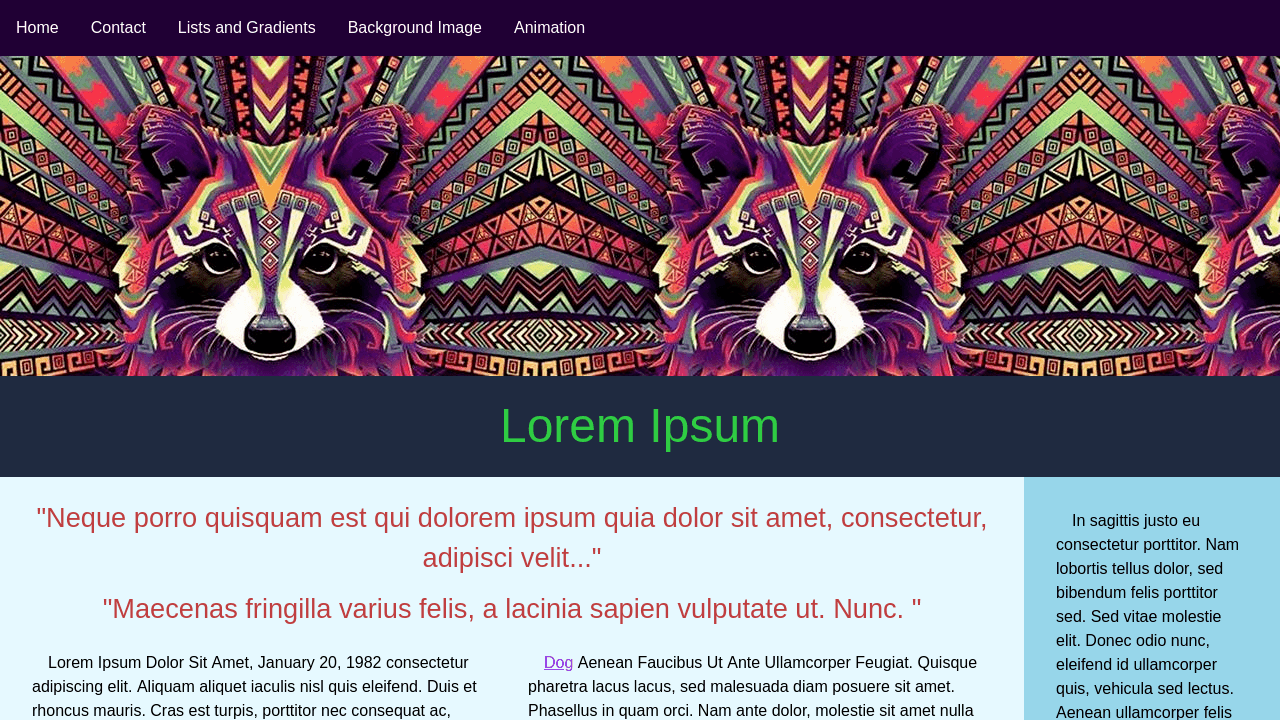 Home Contact Lists and Gradients Background Image Animation
Lorem Ipsum
"Neque porro quisquam est qui dolorem ipsum quia dolor sit amet, consectetur,
adipisci velit..."
"Maecenas fringilla varius felis, a lacinia sapien vulputate ut. Nunc. "
Lorem Ipsum Dolor Sit Amet, January 20, 1982 consectetur
adipiscing elit. Aliquam aliquet iaculis nisl quis eleifend. Duis et
rhoncus mauris. Cras est turpis, porttitor nec consequat ac,
Dog Aenean Faucibus Ut Ante Ullamcorper Feugiat. Quisque
pharetra lacus lacus, sed malesuada diam posuere sit amet.
Phasellus in quam orci. Nam ante dolor, molestie sit amet nulla
In sagittis justo eu
consectetur porttitor. Nam
lobortis tellus dolor, sed
bibendum felis porttitor
sed. Sed vitae molestie
elit. Donec odio nunc,
eleifend id ullamcorper
quis, vehicula sed lectus.
Aenean ullamcorper felis